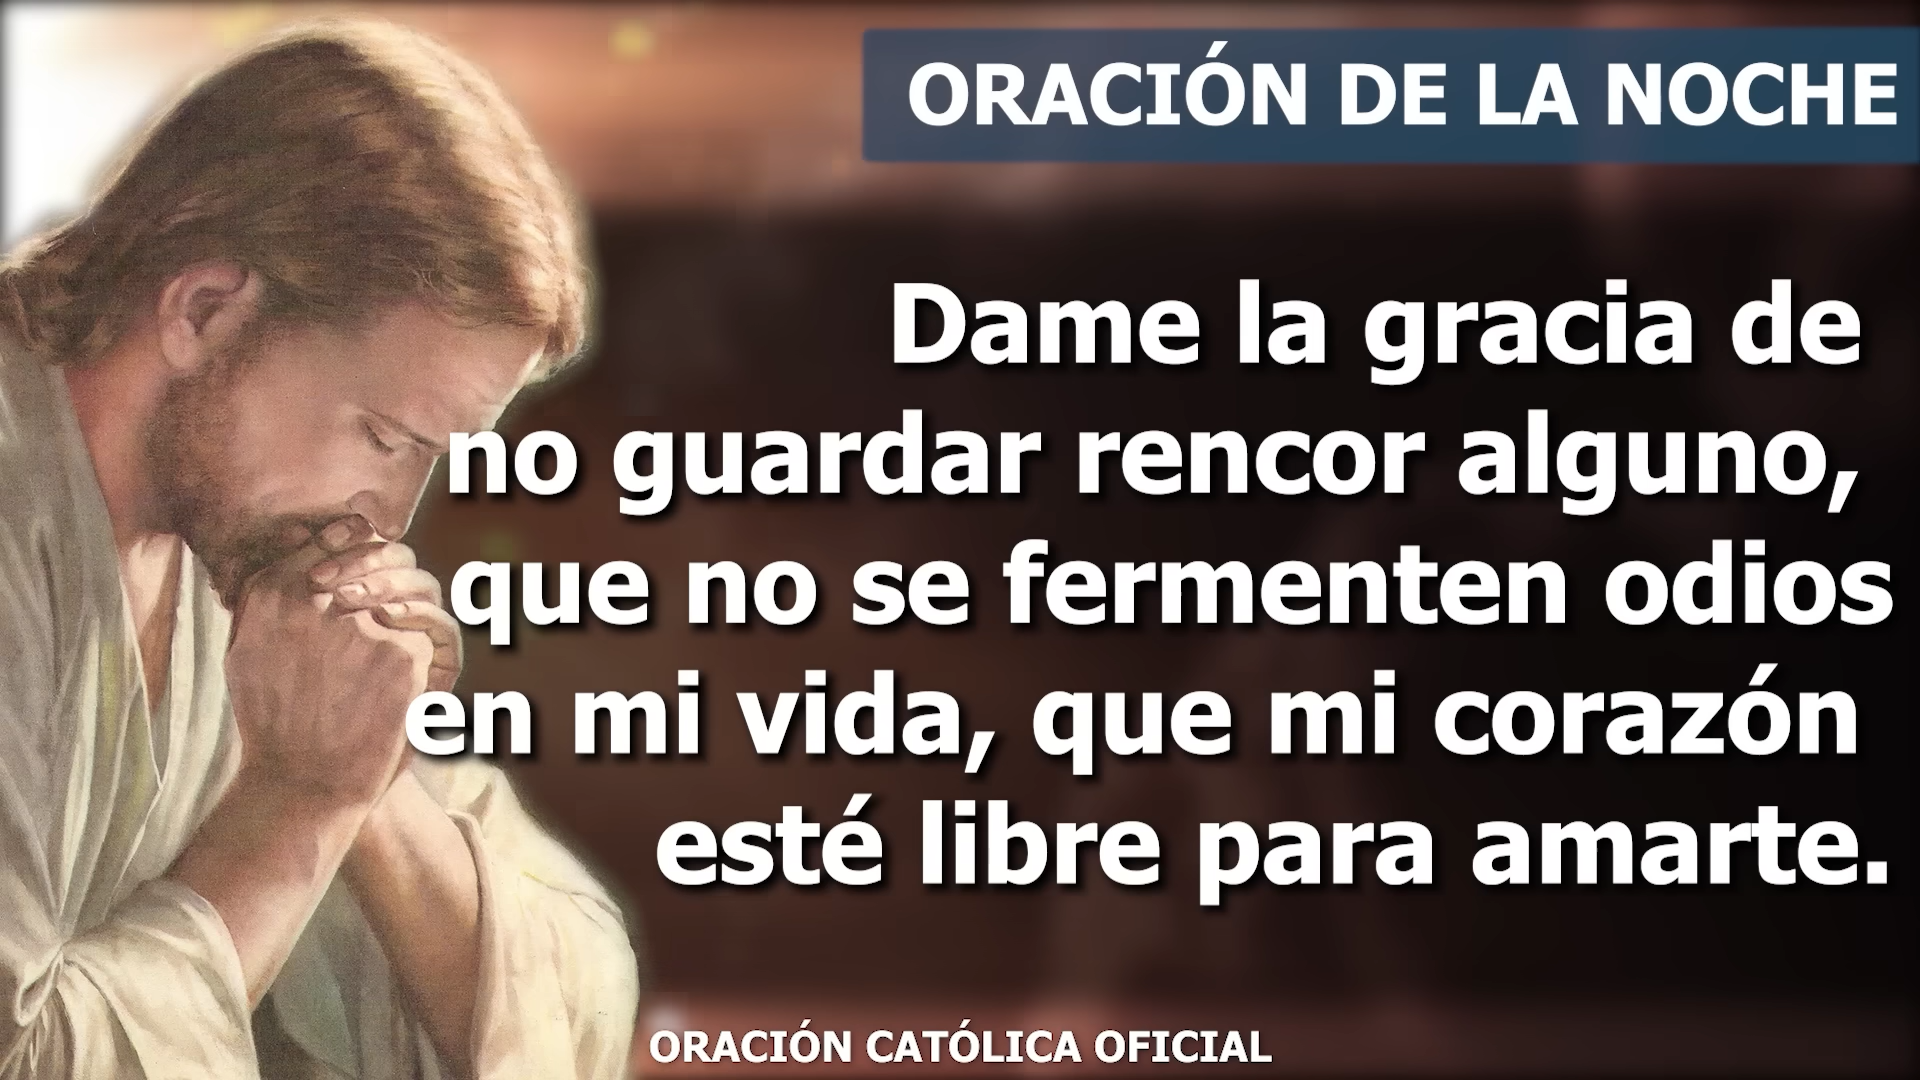 ORACIÓN DE LA NOCHE
Dame la gracia de
no guardar rencor alguno,
que no se fermenten odios
en mi vida, que mi corazón
esté libre para amarte.
ORACIÓN CATÓLICA OFICIAL